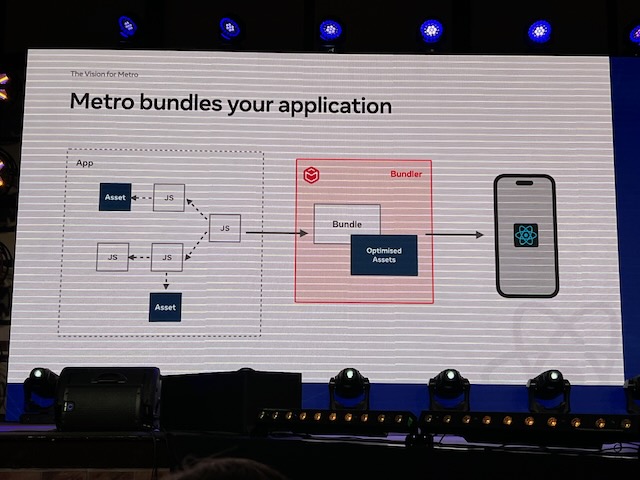 The Vision for Metro
Metro bundles your application
App
Asset
JS
JS
JS
JS
Asset
Bundler
Bundle
Optimised
Assets